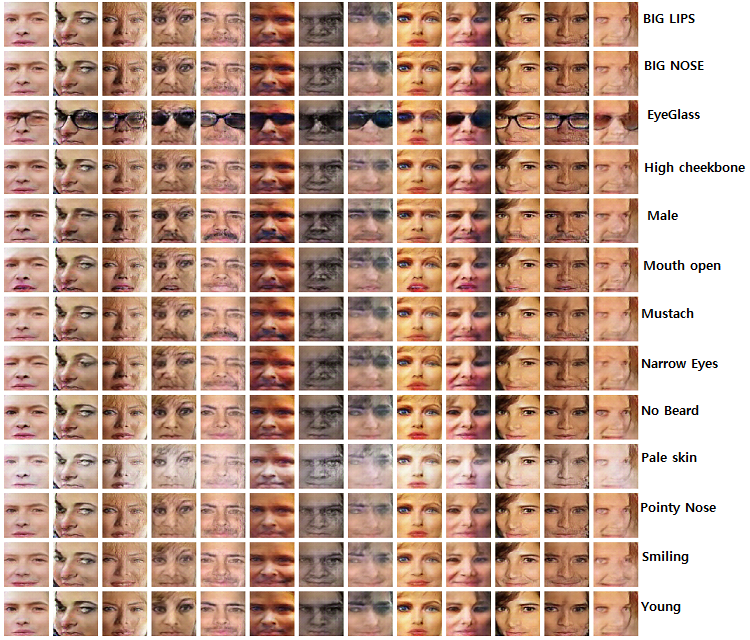 BIG LIPS
BIG NOSE
EyeGlass
High cheekbone
Male
Mouth open
Mustach
Narrow Eyes
No Beard
Pale skin
Pointy Nose
Smiling
Young